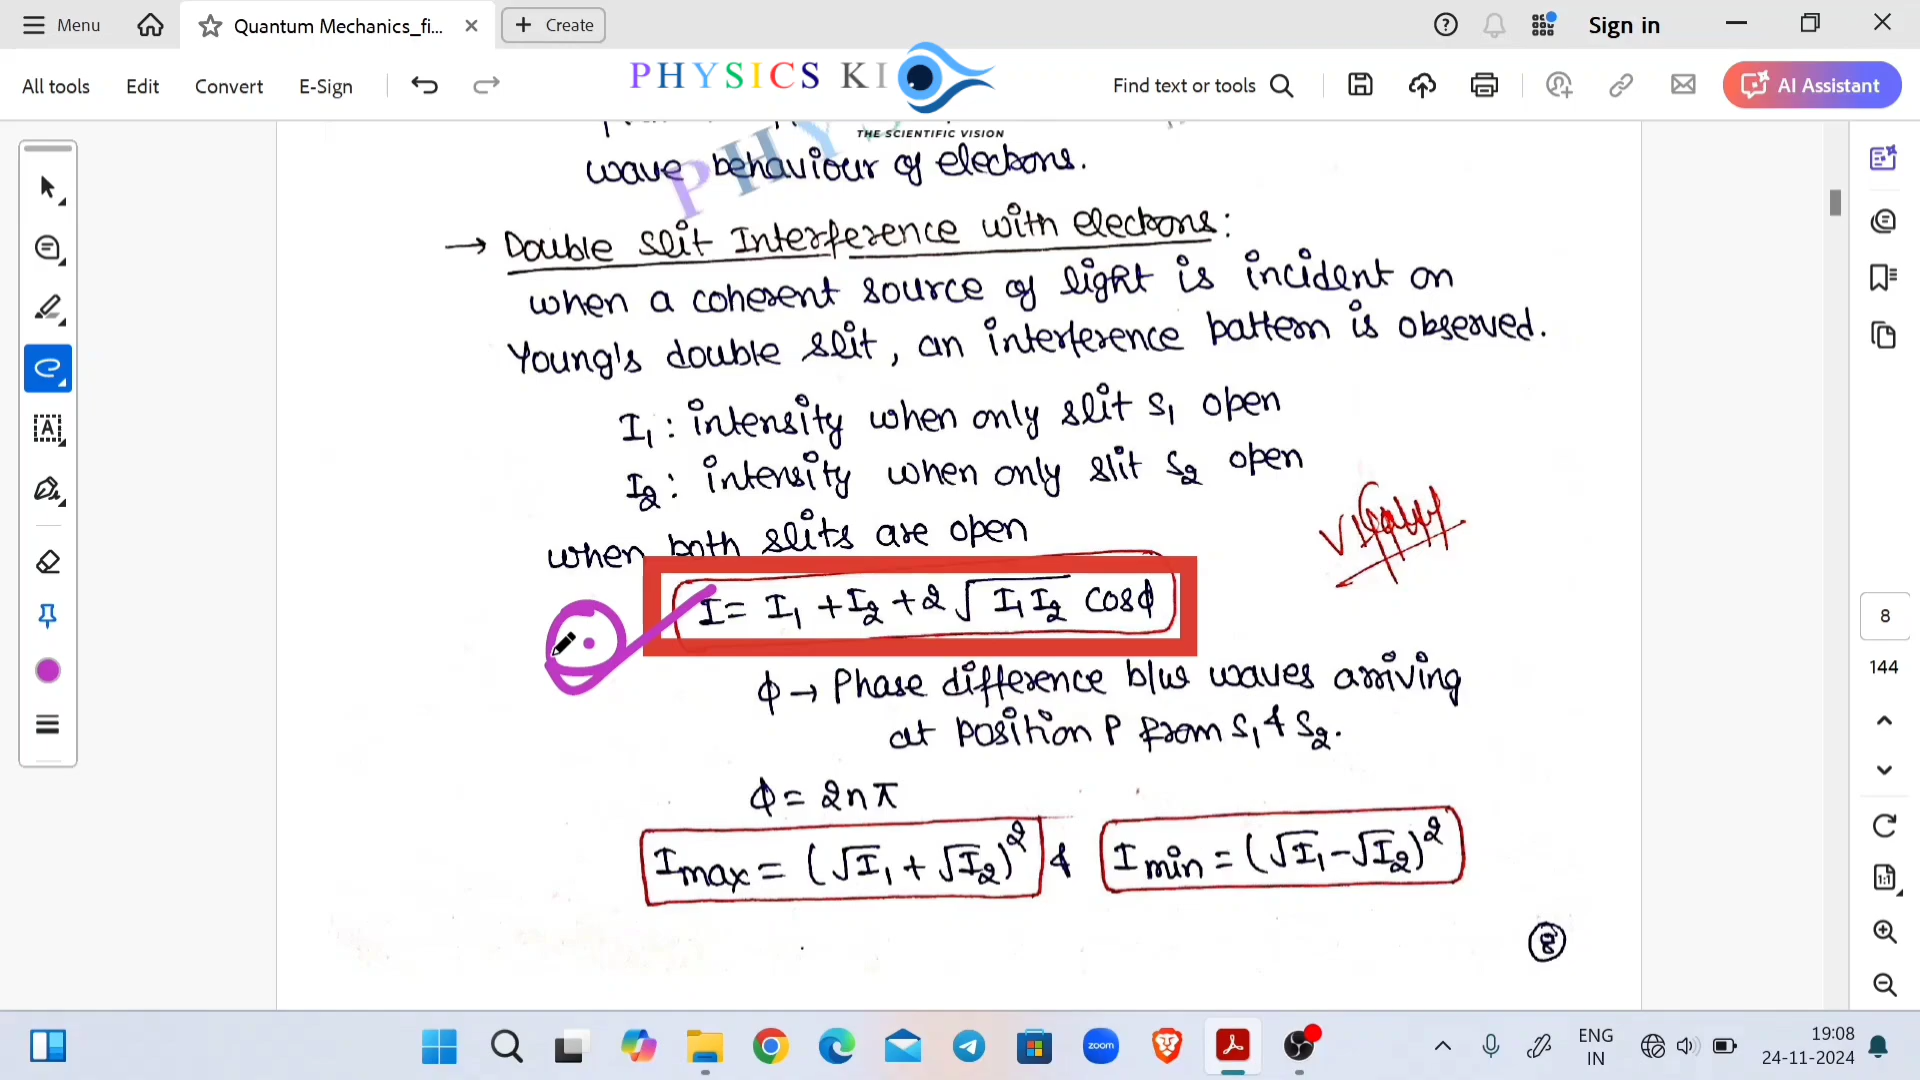 Menu
Quantum Mechanics_fi...
Create
Sign in
All tools
Edit
Convert
E-Sign
PHYSICS KI
THE SCIENTIFIC VISION
Find text or tools
AI Assistant
PHYS
wave behaviour of electrons.
→ Double slit Interference with electrons:
when a coherent source of light is incident on
Young's double slit, an interference pattern is observed.
I₁ : intensity when only slit S₁ open
I₂ : intensity when only slit S₂ open
when both slits are open
I = I₁ + I₂ + 2√I₁I₂ cosϕ
ϕ → Phase difference b/w waves arriving
at position P from S₁ & S₂.
ϕ = 2nπ
Imax = (√I₁ + √I₂)² & Imin = (√I₁ - √I₂)²
8
8
144
1:1
zoom
ENG
IN
19:08
24-11-2024